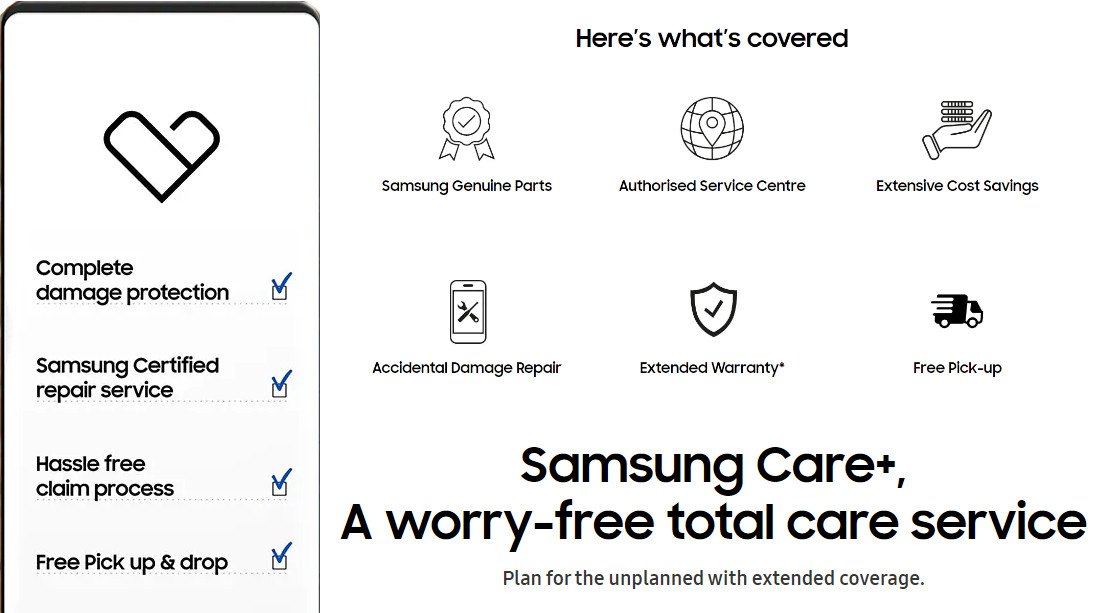 Complete
damage protection
Samsung Certified
repair service
Hassle free
claim process
Free Pick up & drop
Here's what's covered
Samsung Genuine Parts
Authorised Service Centre
Extensive Cost Savings
Accidental Damage Repair
Extended Warranty*
Free Pick-up
Samsung Care+,
A worry-free total care service
Plan for the unplanned with extended coverage.